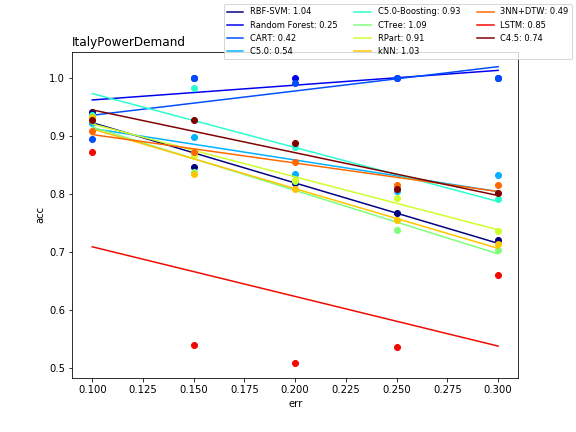 RBF-SVM: 1.04
Random Forest: 0.25
CART: 0.42
C5.0: 0.54
C5.0-Boosting: 0.93
CTree: 1.09
RPart: 0.91
kNN: 1.03
3NN+DTW: 0.49
LSTM: 0.85
C4.5: 0.74
ItalyPowerDemand
1.0
0.9
0.8
0.7
0.6
0.5
acc
0.100 0.125 0.150 0.175 0.200 0.225 0.250 0.275 0.300
err